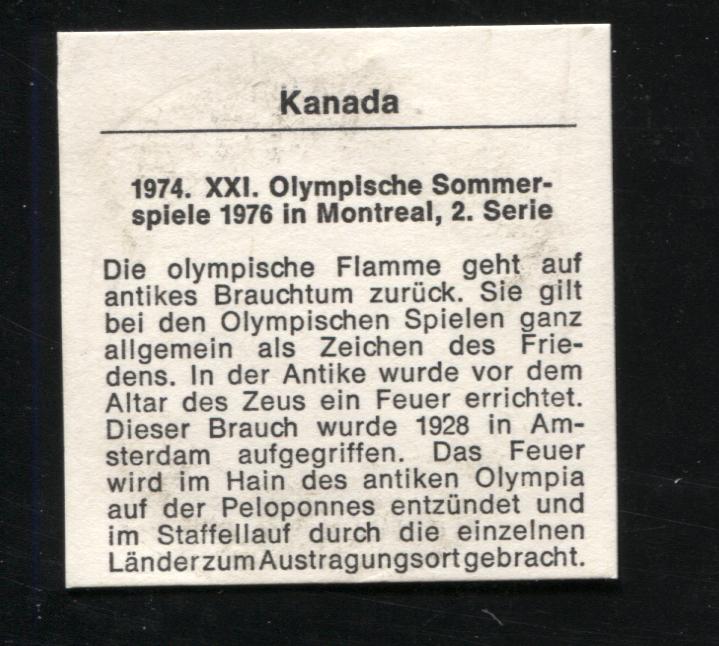 Kanada
1974. XXI. Olympische Sommer-
spiele 1976 in Montreal, 2. Serie
Die olympische Flamme geht auf
antikes Brauchtum zurück. Sie gilt
bei den Olympischen Spielen ganz
allgemein als Zeichen des Frie-
dens. In der Antike wurde vor dem
Altar des Zeus ein Feuer errichtet.
Dieser Brauch wurde 1928 in Am-
sterdam aufgegriffen. Das Feuer
wird im Hain des antiken Olympia
auf der Peloponnes entzündet und
im Staffellauf durch die einzelnen
Länder zum Austragungsort gebracht.